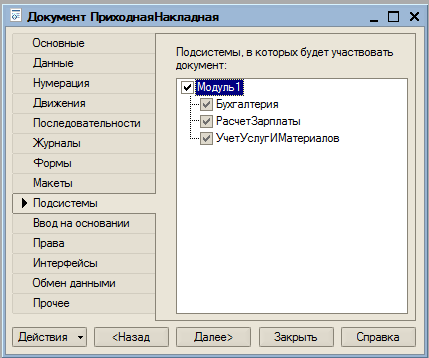 Документ ПриходнаяНакладная
Основные
Данные
Нумерация
Движения
Последовательности
Журналы
Формы
Макеты
Подсистемы
Ввод на основании
Права
Интерфейсы
Обмен данными
Прочее
Подсистемы, в которых будет участвовать
документ:
Модуль1
Бухгалтерия
РасчетЗарплаты
УчетУслугИМатериалов
Действия
<Назад
Далее>
Закрыть
Справка